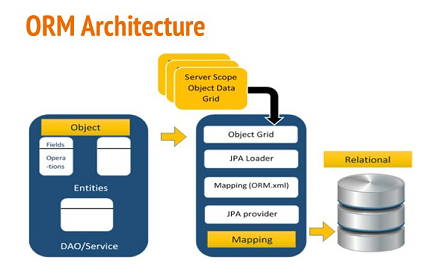 ORM Architecture
Server Scope
Object Data
Grid
Object
Fields
Opera
-tions
Entities
DAO/Service
Object Grid
JPA Loader
Mapping (ORM.xml)
JPA provider
Mapping
Relational